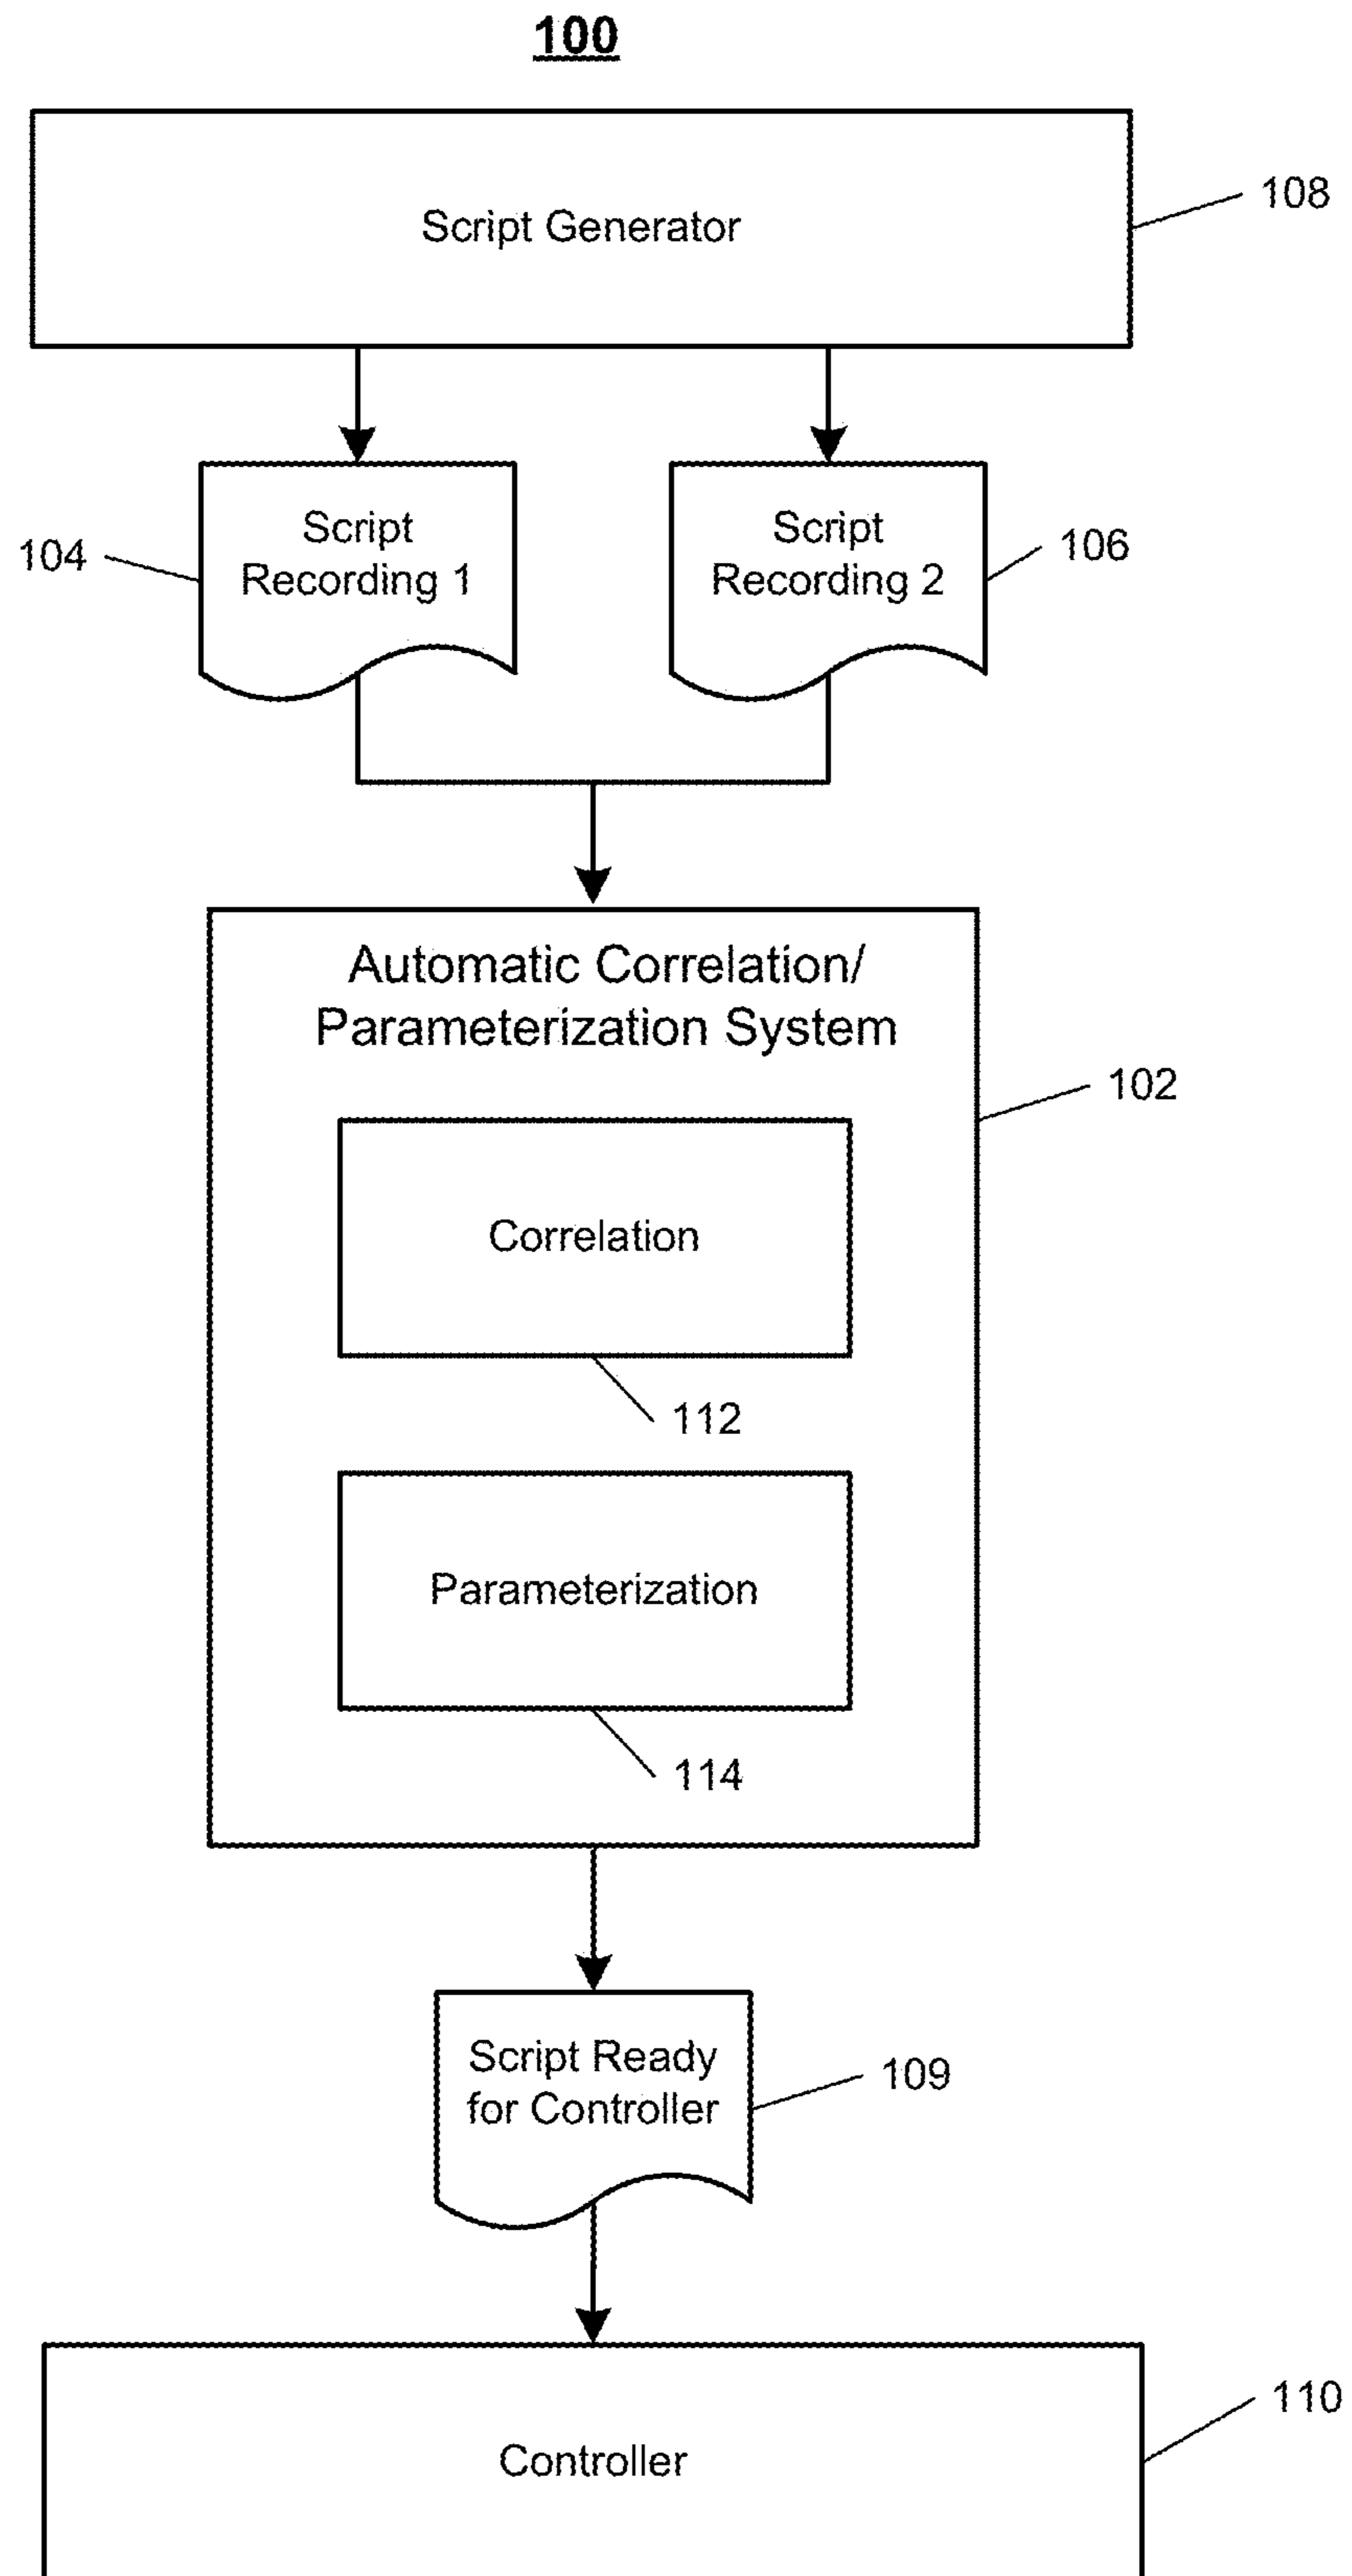 100
Script Generator
108
Script
Recording 1
104
Script
Recording 2
106
Automatic Correlation/
Parameterization System
102
Correlation
112
Parameterization
114
Script Ready
for Controller
109
Controller
110